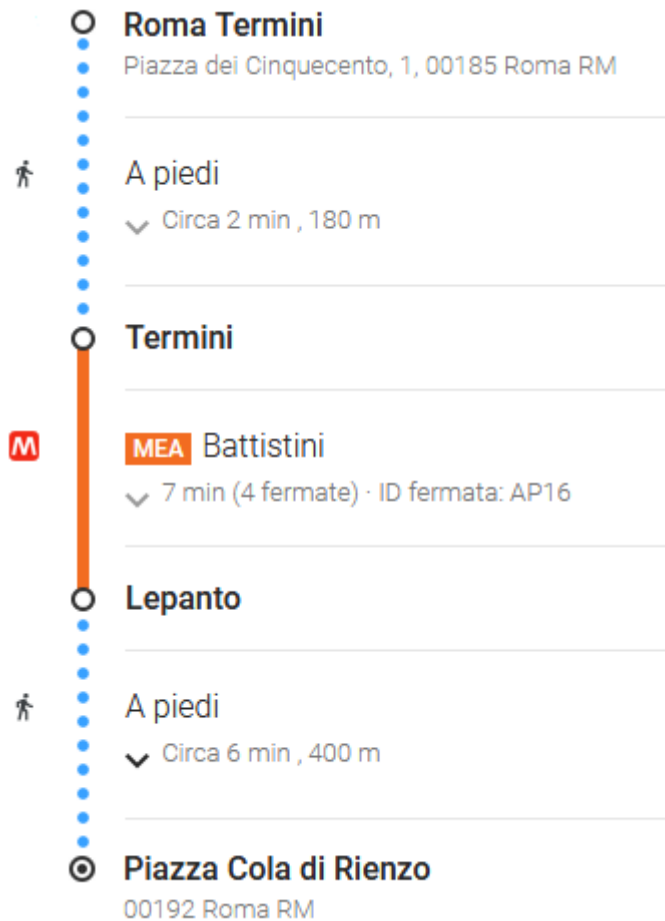 Roma Termini
Piazza dei Cinquecento, 1, 00185 Roma RM
A piedi
Circa 2 min , 180 m
Termini
M
MEA Battistini
7 min (4 fermate) · ID fermata: AP16
Lepanto
A piedi
Circa 6 min , 400 m
Piazza Cola di Rienzo
00192 Roma RM